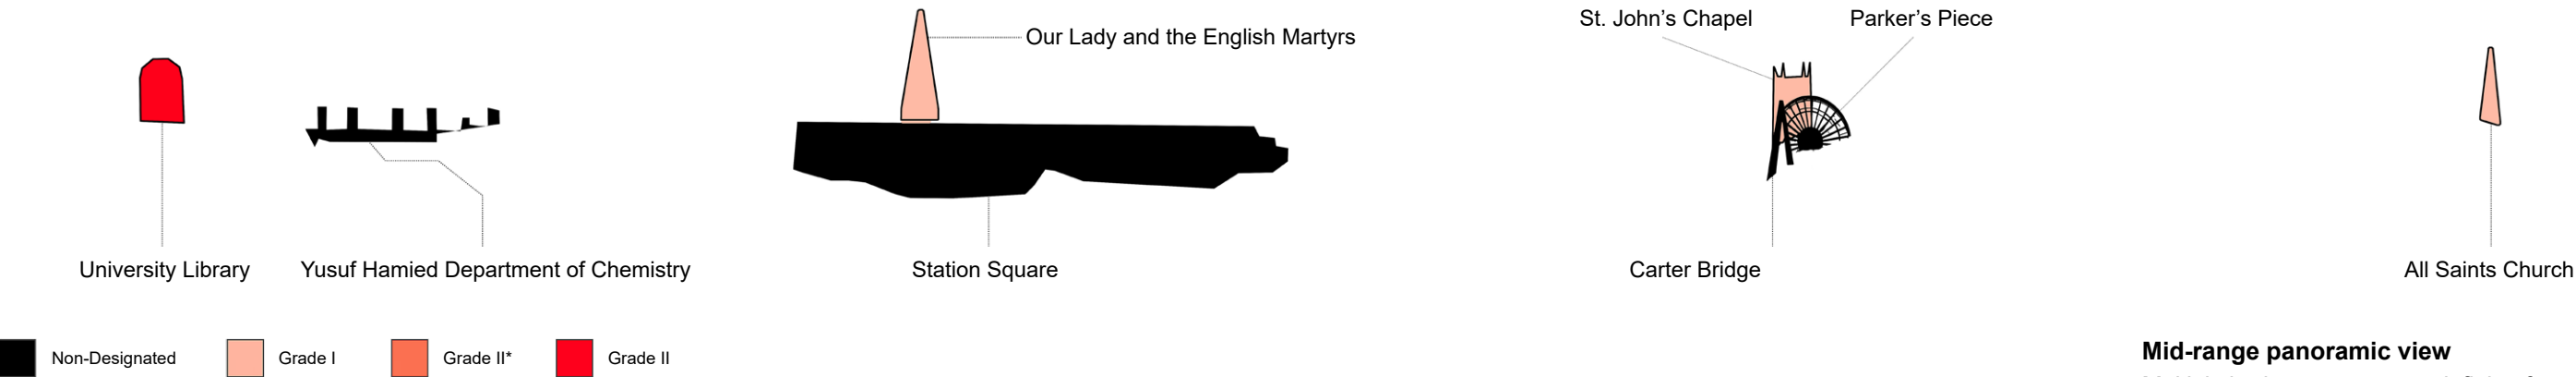 St. John’s Chapel
Parker’s Piece
Our Lady and the English Martyrs
University Library
Yusuf Hamied Department of Chemistry
Station Square
Carter Bridge
All Saints Church
Non-Designated
Grade I
Grade II*
Grade II
Mid-range panoramic view